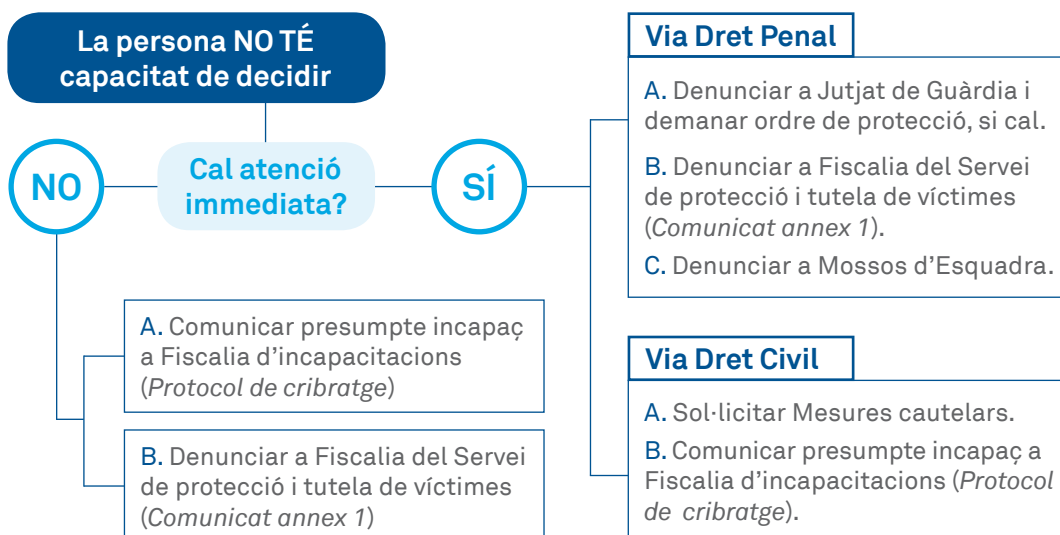 La persona NO TÉ
capacitat de decidir
NO
Cal atenció
immediata?
SÍ
A. Comunicar presumpte incapaç
a Fiscalia d’incapacitacions
(Protocol de cribratge)
B. Denunciar a Fiscalia del Servei
de protecció i tutela de víctimes
(Comunicat annex 1)
Via Dret Penal
A. Denunciar a Jutjat de Guàrdia i
demanar ordre de protecció, si cal.
B. Denunciar a Fiscalia del Servei
de protecció i tutela de víctimes
(Comunicat annex 1).
C. Denunciar a Mossos d’Esquadra.
Via Dret Civil
A. Sol·licitar Mesures cautelars.
B. Comunicar presumpte incapaç a
Fiscalia d’incapacitacions (Protocol
de cribratge).